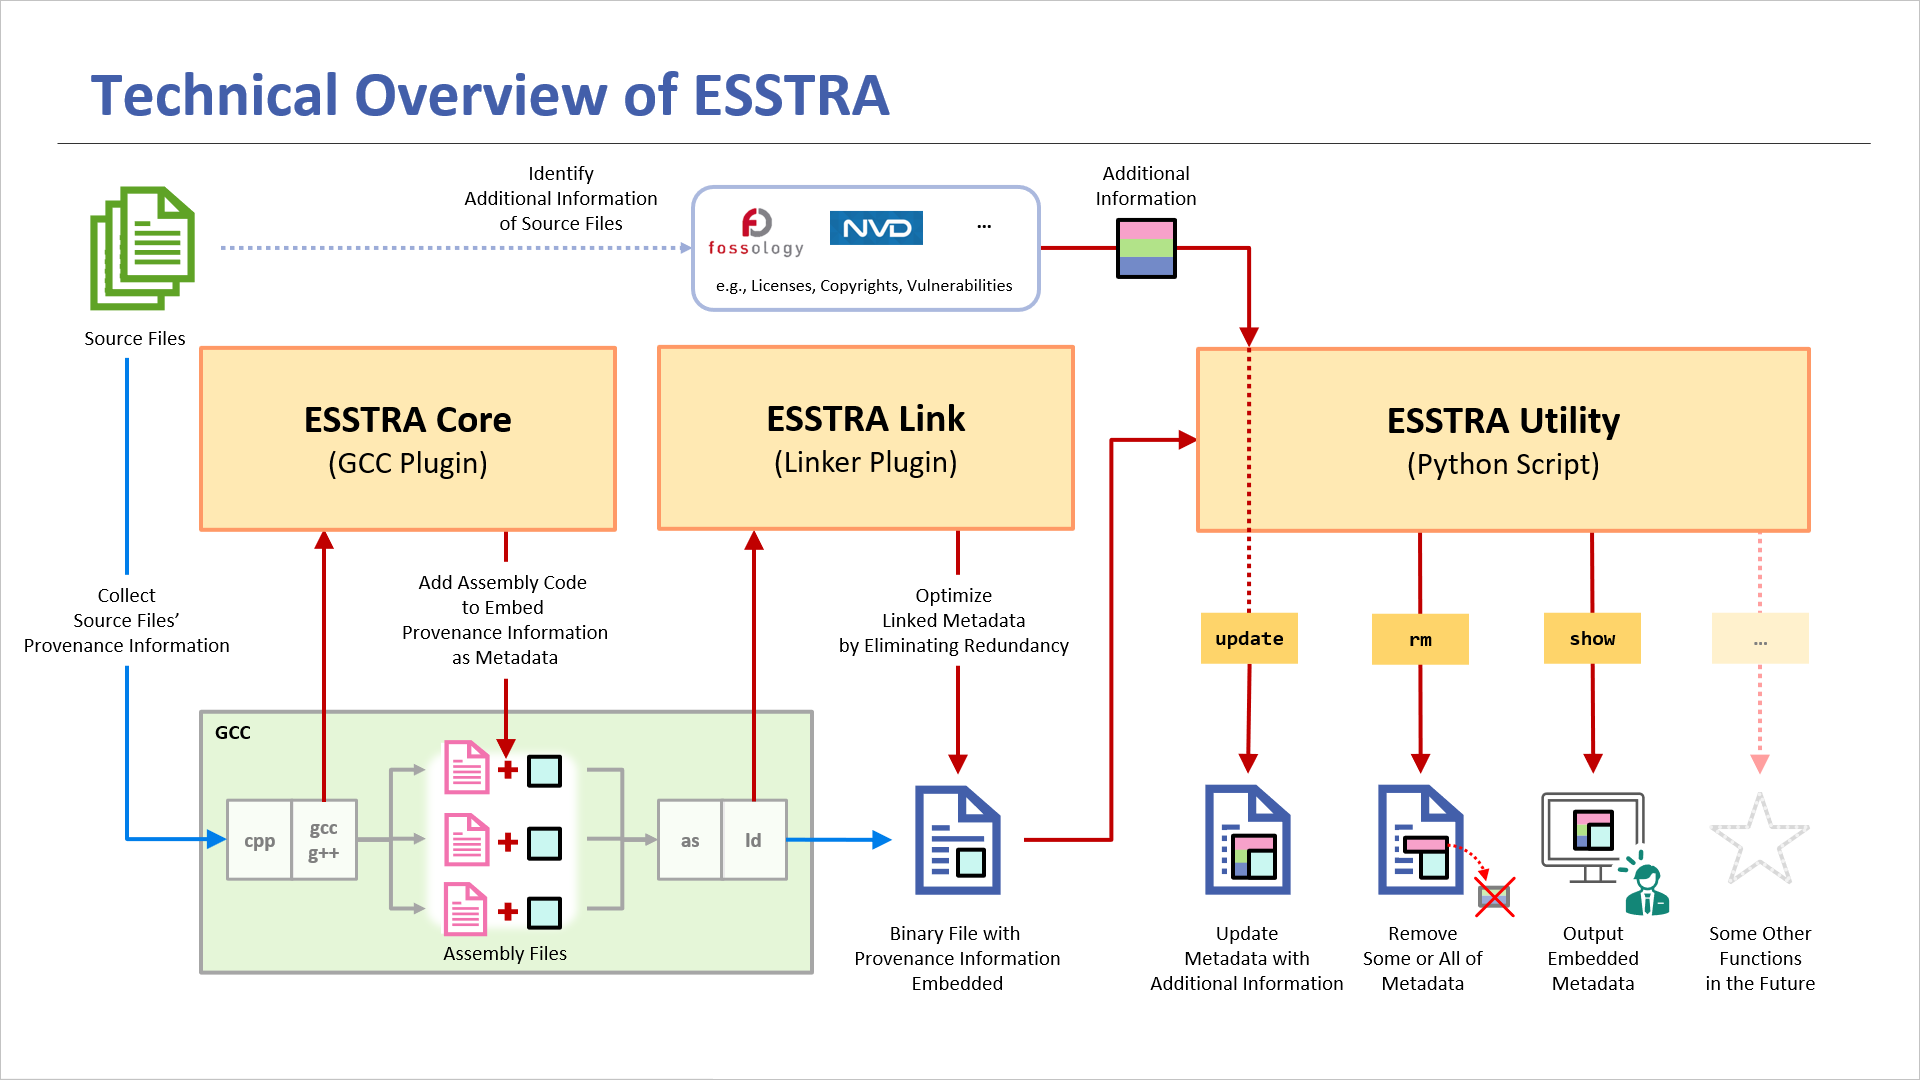 Technical Overview of ESSTRA
Identify
Additional Information
of Source Files
fossology
NVD
...
e.g., Licenses, Copyrights, Vulnerabilities
Additional
Information
Source Files
ESSTRA Core
(GCC Plugin)
ESSTRA Link
(Linker Plugin)
ESSTRA Utility
(Python Script)
Collect
Source Files’
Provenance Information
Add Assembly Code
to Embed
Provenance Information
as Metadata
Optimize
Linked Metadata
by Eliminating Redundancy
update
rm
show
...
GCC
cpp
gcc
g++
as
ld
Assembly Files
Binary File with
Provenance Information
Embedded
Update
Metadata with
Additional Information
Remove
Some or All of
Metadata
Output
Embedded
Metadata
Some Other
Functions
in the Future